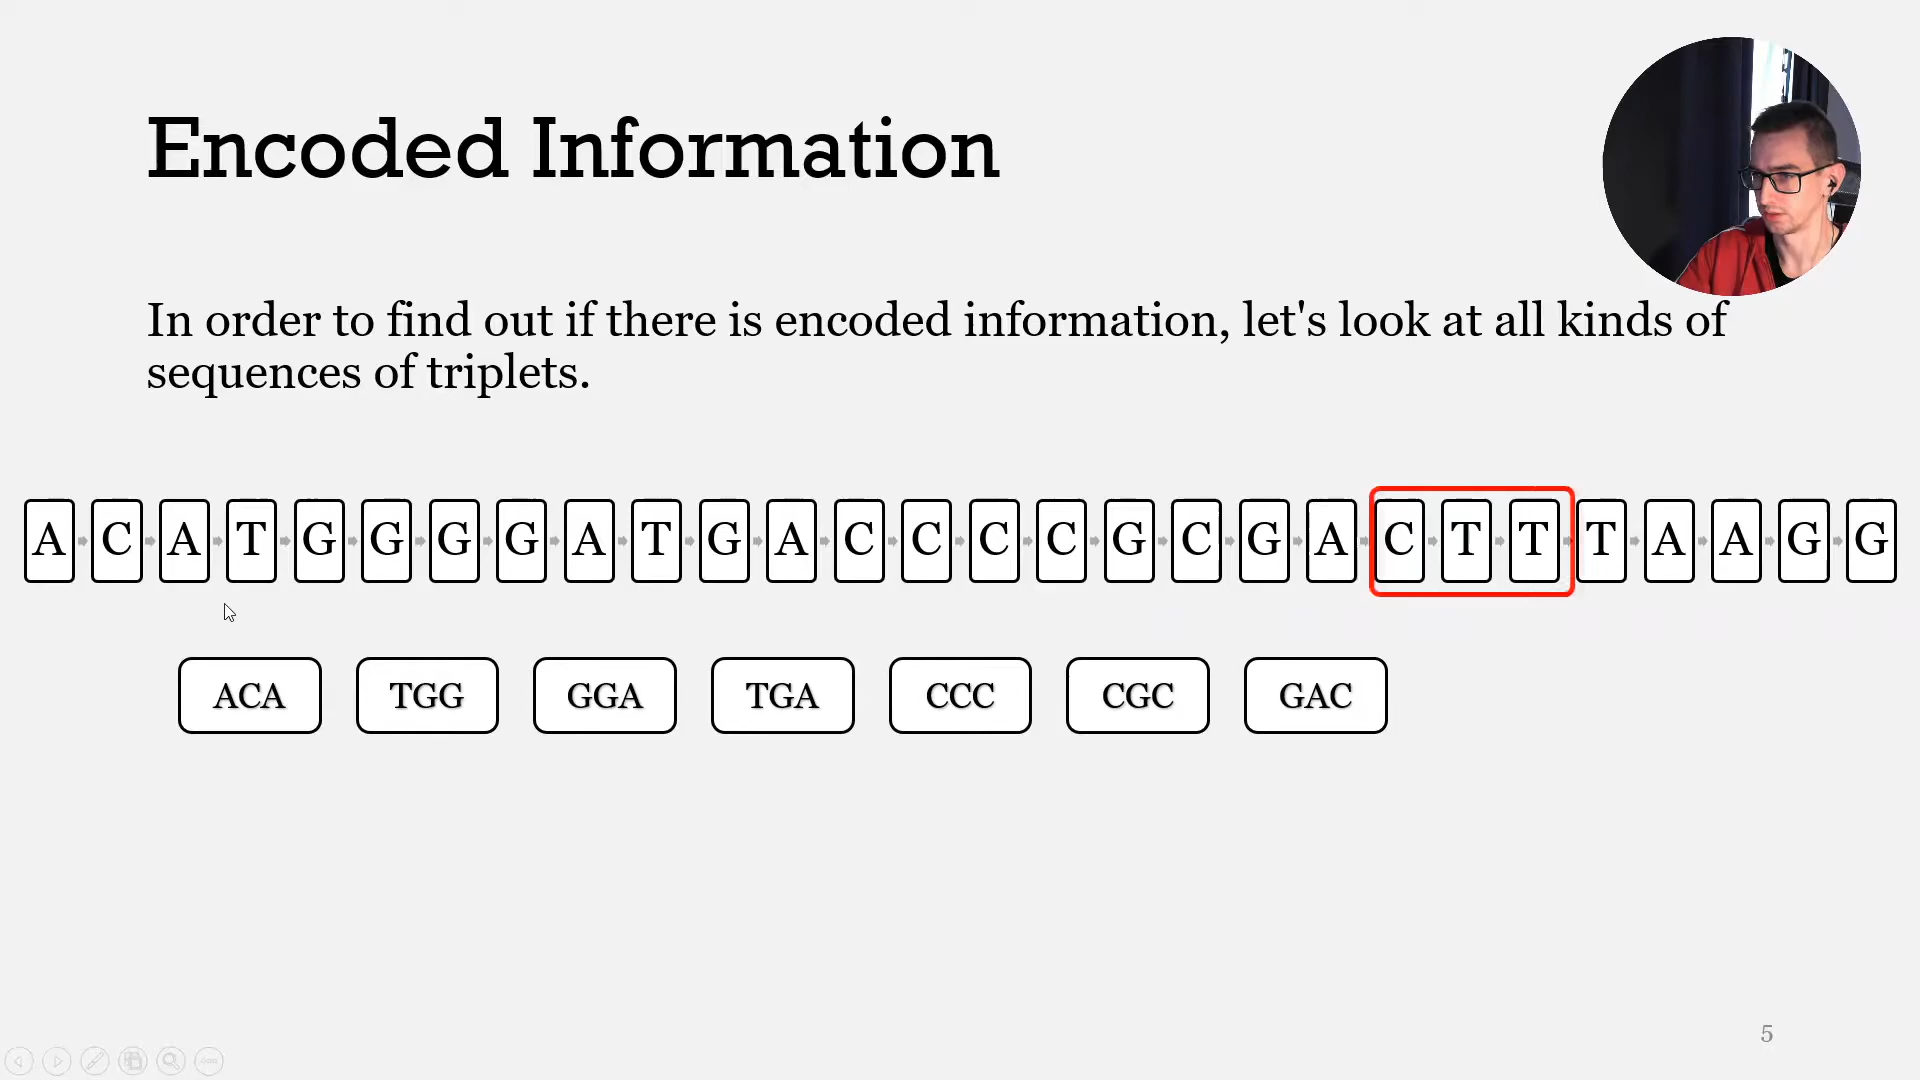 Encoded Information
In order to find out if there is encoded information, let's look at all kinds of
sequences of triplets.
A C A T G G G G A T G A C C C C G C G A C T T T A A G G
ACA TGG GGA TGA CCC CGC GAC
5